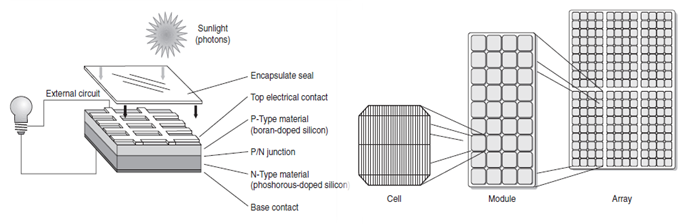 Sunlight
(photons)
Encapsulate seal
External circuit
Top electrical contact
P-Type material
(boran-doped silicon)
P/N junction
N-Type material
(phoshorous-doped silicon)
Base contact
Cell
Module
Array